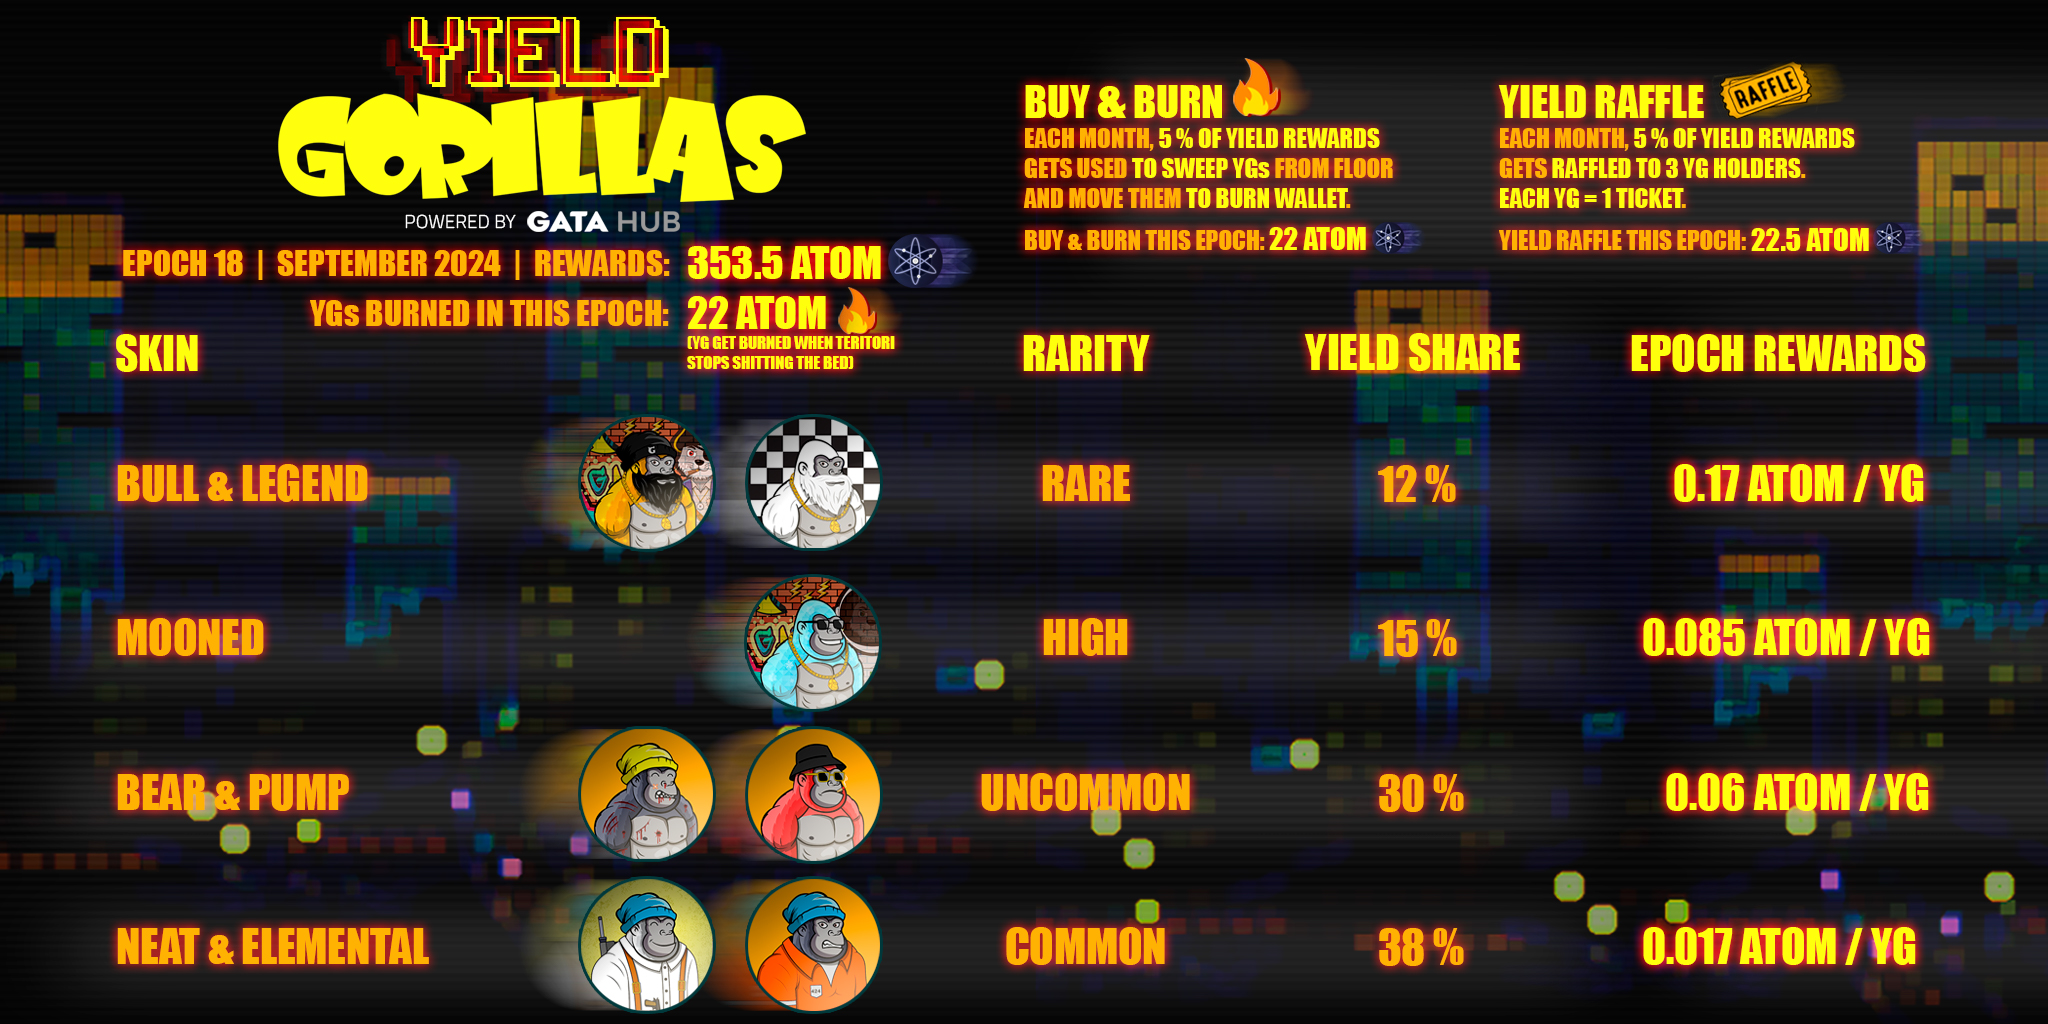 YIELD
GORILLAS
POWERED BY GATA HUB
EPOCH 18 | SEPTEMBER 2024 | REWARDS: 353.5 ATOM
YGs BURNED IN THIS EPOCH: 22 ATOM
(YG GET BURNED WHEN TERITORI
STOPS SHITTING THE BED)
BUY & BURN
EACH MONTH, 5 % OF YIELD REWARDS
GETS USED TO SWEEP YGs FROM FLOOR
AND MOVE THEM TO BURN WALLET.
BUY & BURN THIS EPOCH: 22 ATOM
YIELD RAFFLE
RAFFLE
EACH MONTH, 5 % OF YIELD REWARDS
GETS RAFFLED TO 3 YG HOLDERS.
EACH YG = 1 TICKET.
YIELD RAFFLE THIS EPOCH: 22.5 ATOM
SKIN RARITY YIELD SHARE EPOCH REWARDS
BULL & LEGEND RARE 12 % 0.17 ATOM / YG
MOONED HIGH 15 % 0.085 ATOM / YG
BEAR & PUMP UNCOMMON 30 % 0.06 ATOM / YG
NEAT & ELEMENTAL COMMON 38 % 0.017 ATOM / YG